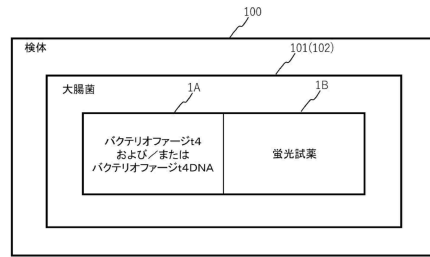 100
検体
101(102)
大腸菌
1A
1B
バクテリオファージt4
および／または
バクテリオファージt4DNA
蛍光試薬